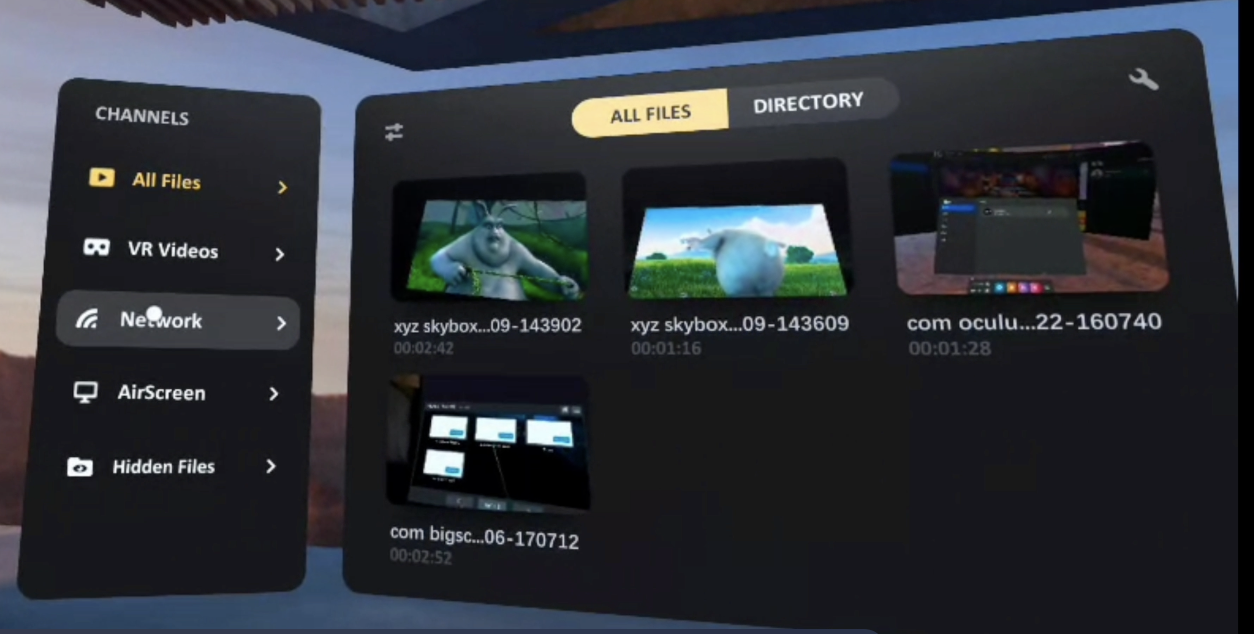 CHANNELS
All Files
VR Videos
Network
AirScreen
Hidden Files
ALL FILES
DIRECTORY
xyz skybox...09-143902
00:02:42
xyz skybox...09-143609
00:01:16
com oculu...22-160740
00:01:28
com bigsc...06-170712
00:02:52